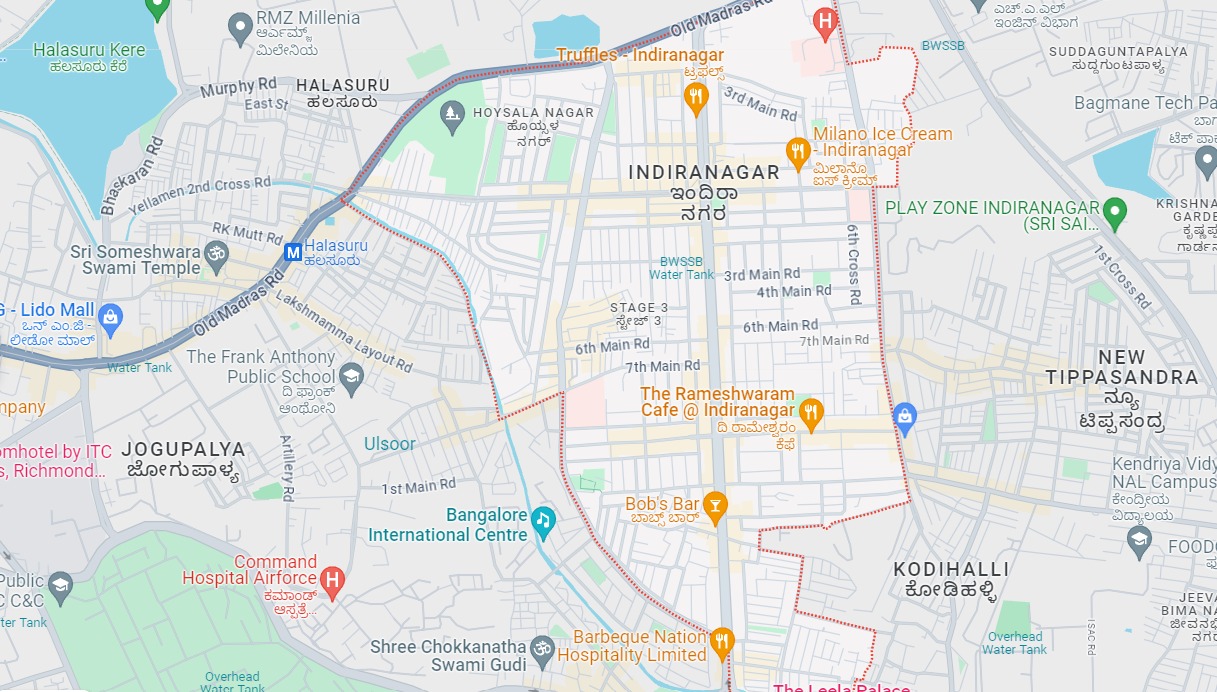 RMZ Millenia
ಆರ್ಎಮ್ಜ್
ಮಿಲೇನಿಯ
Halasuru Kere
ಹಲಸೂರು ಕೆರೆ
Murphy Rd
East St
HALASURU
ಹಲಸೂರು
Old Madras Rd
Truffles - Indiranagar
ಟ್ರಫಲ್ಸ್
H
BWSSB
ಎಚ್.ಎ.ಎಲ್
ಇಂಜಿನ್ ವಿಭಾಗ
SUDDAGUNTAPALYA
ಸುದ್ದಗುಂಟಪಾಳ್ಯ
Bagmane Tech Pa
ಬಾಗ
ಟೆಕ್ ಪಾ
HOYSALA NAGAR
ಹೊಯ್ಸಳ
ನಗರ್
3rd Main Rd
Milano Ice Cream
- Indiranagar
ಮಿಲಾನೊ
ಐಸ್ ಕ್ರೀಮ್
INDIRANAGAR
ಇಂದಿರಾ
ನಗರ
Bhaskaran Rd
Yellamen 2nd Cross Rd
RK Mutt Rd
PLAY ZONE INDIRANAGAR
(SRI SAI...
KRISHNA
GARDE
ಕೃಷ್ಣಪ್ಪ
ಗಾರ್ಡನ
Sri Someshwara
Swami Temple
M
Halasuru
ಹಲಸೂರು
BWSSB
Water Tank
6th Cross Rd
3rd Main Rd
4th Main Rd
1st Cross Rd
G - Lido Mall
ಒನ್ ಎಂ.ಜಿ -
ಲೀಡೋ ಮಾಲ್
Old Madras Rd
Lakshmamma Layout Rd
STAGE 3
ಸ್ಟೇಜ್ 3
6th Main Rd
6th Main Rd
7th Main Rd
7th Main Rd
Water Tank
The Frank Anthony
Public School
ದಿ ಫ್ರಾಂಕ್
ಆಂಥೋನಿ
NEW
TIPPASANDRA
ನ್ಯೂ
ಟಿಪ್ಪಸಂದ್ರ
mpany
The Rameshwaram
Cafe @ Indiranagar
ದಿ ರಾಮೇಶ್ವರಂ
ಕೆಫೆ
omhotel by ITC
s, Richmond...
JOGUPALYA
ಜೋಗುಪಾಳ್ಯ
Artillery Rd
Ulsoor
1st Main Rd
Kendriya Vidy
NAL Campus
ಕೇಂದ್ರೀಯ
ವಿದ್ಯಾಲಯ
Bob's Bar
ಬಾಬ್ಸ್ ಬಾರ್
Bangalore
International Centre
Command
Hospital Airforce
ಕಮಾಂಡ್
ಆಸ್ಪತ್ರೆ...
H
Public
C C&C
ter Tank
KODIHALLI
ಕೋಡಿಹಳ್ಳಿ
FOOD
JEEVA
BIMA NA
ಜೀವನಭೀ
ನಗರ
ISAC Rd
Overhead
Water Tank
Shree Chokkanatha
Swami Gudi
Barbeque Nation
Hospitality Limited
Overhead
Water Tank
The Leela Palace